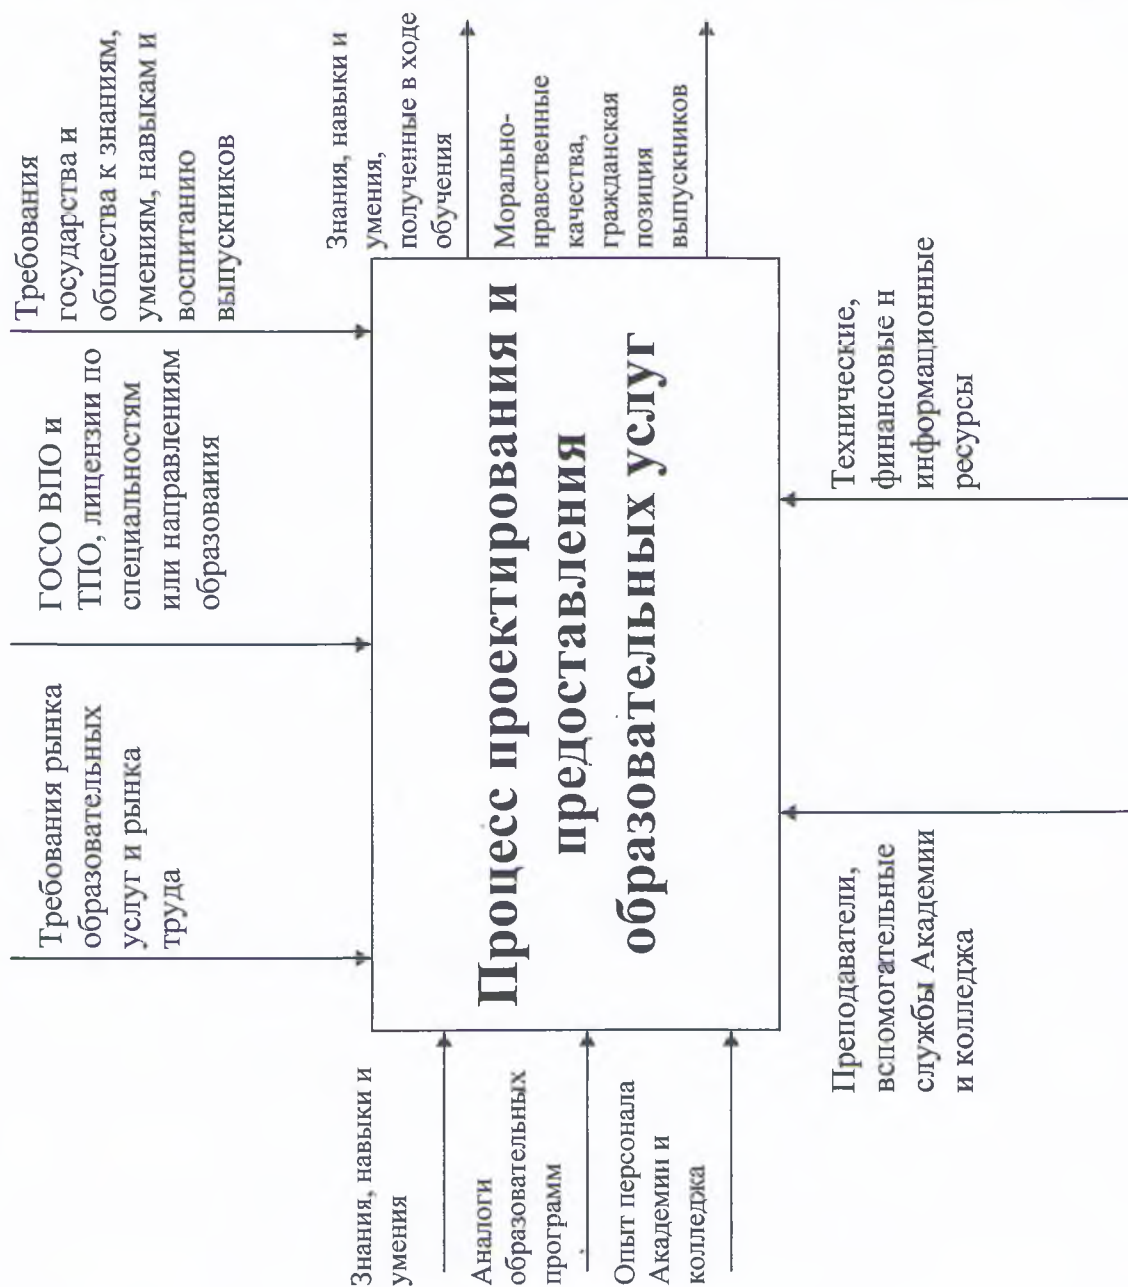 Требования рынка
образовательных
услуг и рынка
труда
ГОСО ВПО и
ТПО, лицензии по
специальностям
или направлениям
образования
Требования
государства и
общества к знаниям,
умениям, навыкам и
воспитанию
выпускников
Знания, навыки и
умения
Аналоги
образовательных
программ
Опыт персонала
Академии и
колледжа
Процесс проектирования и
предоставления
образовательных услуг
Знания, навыки и
умения,
полученные в ходе
обучения
Морально-
нравственные
качества,
гражданская
позиция
выпускников
Преподаватели,
вспомогательные
службы Академии
и колледжа
Технические,
финансовые н
информационные
ресурсы